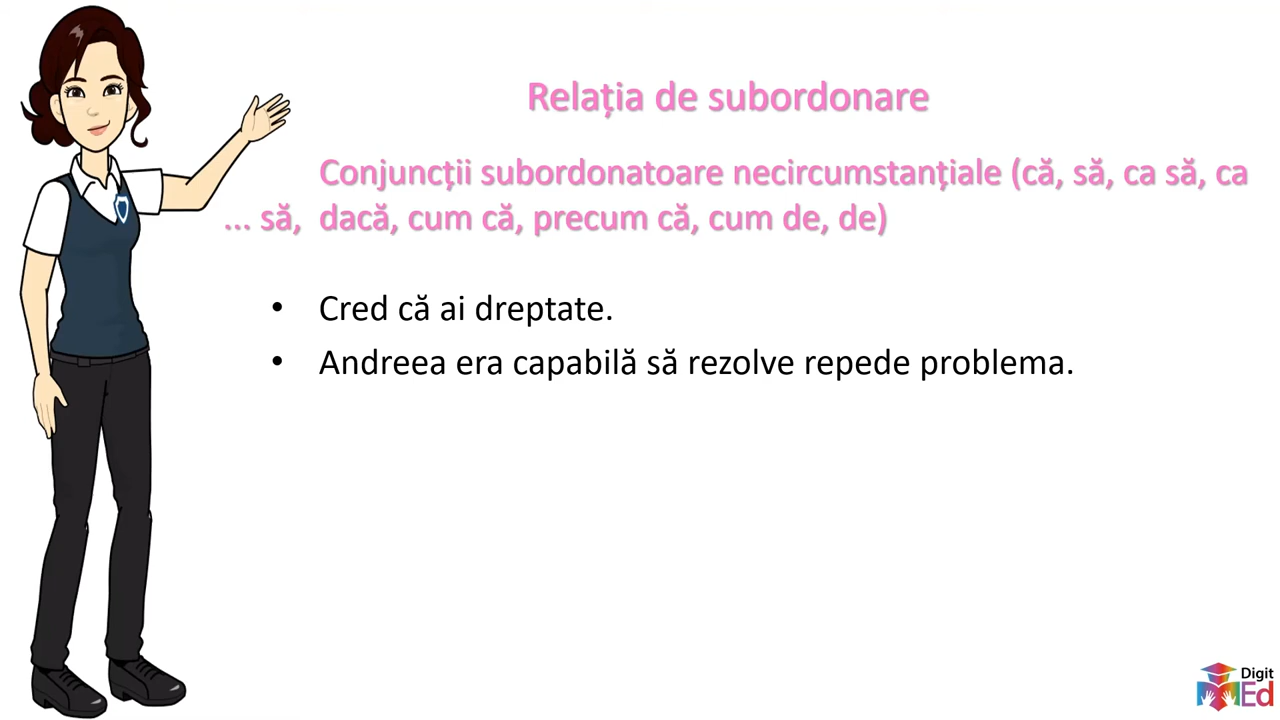 Relația de subordonare
Conjuncții subordonatoare necircumstanțiale (că, să, ca să, ca
... să, dacă, cum că, precum că, cum de, de)
• Cred că ai dreptate.
• Andreea era capabilă să rezolve repede problema.
Digit
Ed